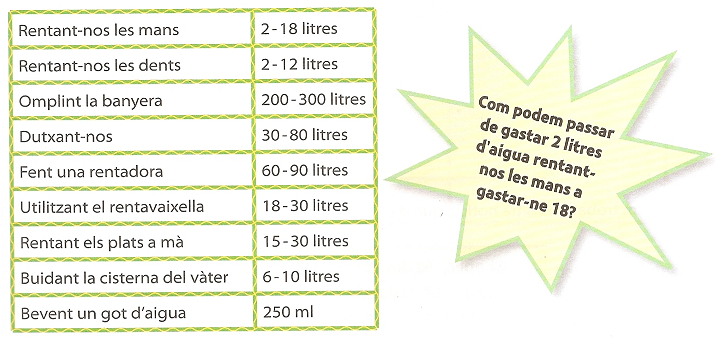 Rentant-nos les mans 2-18 litres
Rentant-nos les dents 2-12 litres
Omplint la banyera 200-300 litres
Dutxant-nos 30-80 litres
Fent una rentadora 60-90 litres
Utilitzant el rentavaixella 18-30 litres
Rentant els plats a mà 15-30 litres
Buidant la cisterna del vàter 6-10 litres
Bevent un got d'aigua 250 ml
Com podem passar
de gastar 2 litres
d'aigua rentant-
nos les mans a
gastar-ne 18?